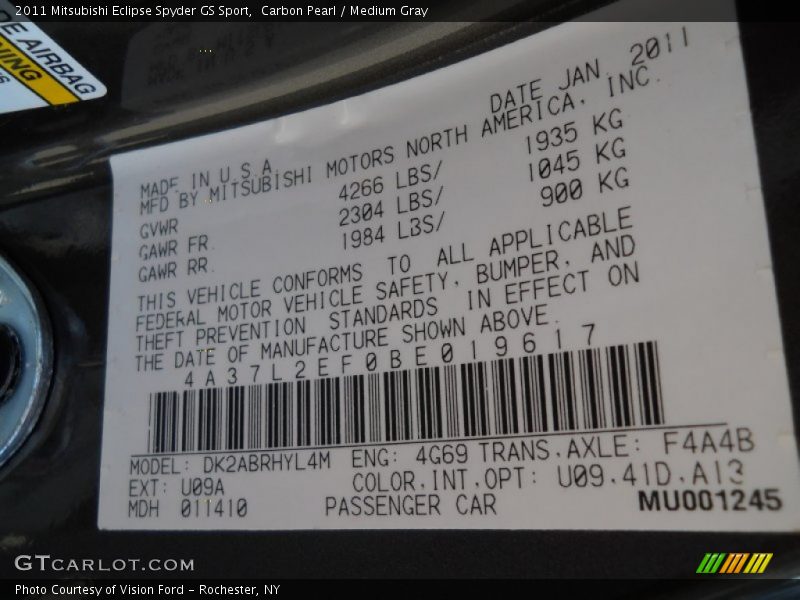 2011 Mitsubishi Eclipse Spyder GS Sport, Carbon Pearl / Medium Gray
DE AIRBAG
NING
DATE JAN 2011
MADE IN U.S.A.
MFD BY MITSUBISHI MOTORS NORTH AMERICA, INC.
GVWR 4266 LBS/ 1935 KG
GAWR FR. 2304 LBS/ 1045 KG
GAWR RR. 1984 LBS/ 900 KG
THIS VEHICLE CONFORMS TO ALL APPLICABLE
FEDERAL MOTOR VEHICLE SAFETY, BUMPER, AND
THEFT PREVENTION STANDARDS IN EFFECT ON
THE DATE OF MANUFACTURE SHOWN ABOVE.
4A37L2EF0BE019617
MODEL: DK2ABRHYL4M ENG: 4G69 TRANS.AXLE: F4A4B
EXT: U09A COLOR.INT.OPT: U09.41D.A13
MDH 011410 PASSENGER CAR MU001245
GTCARLOT.COM
Photo Courtesy of Vision Ford - Rochester, NY